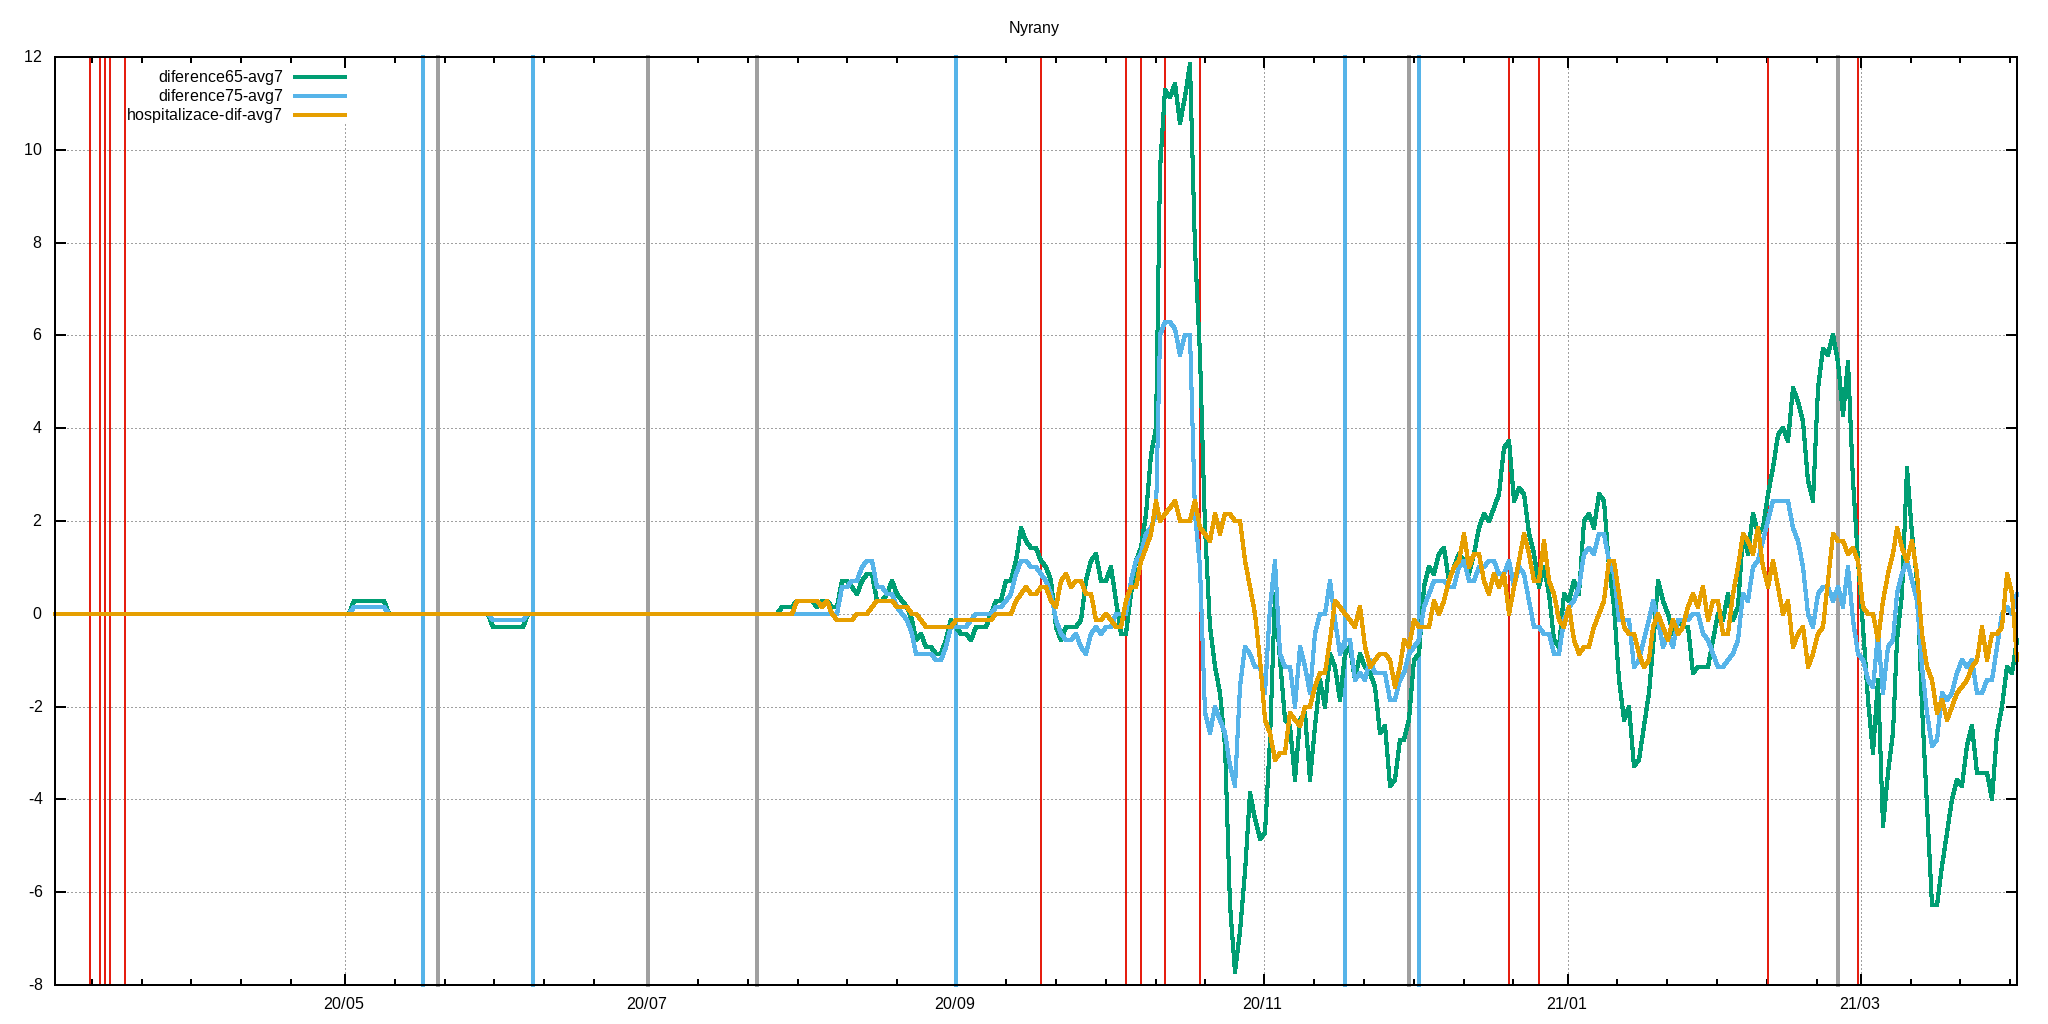 Nyrany
diference65-avg7
diference75-avg7
hospitalizace-dif-avg7
12
10
8
6
4
2
0
-2
-4
-6
-8
20/05 20/07 20/09 20/11 21/01 21/03